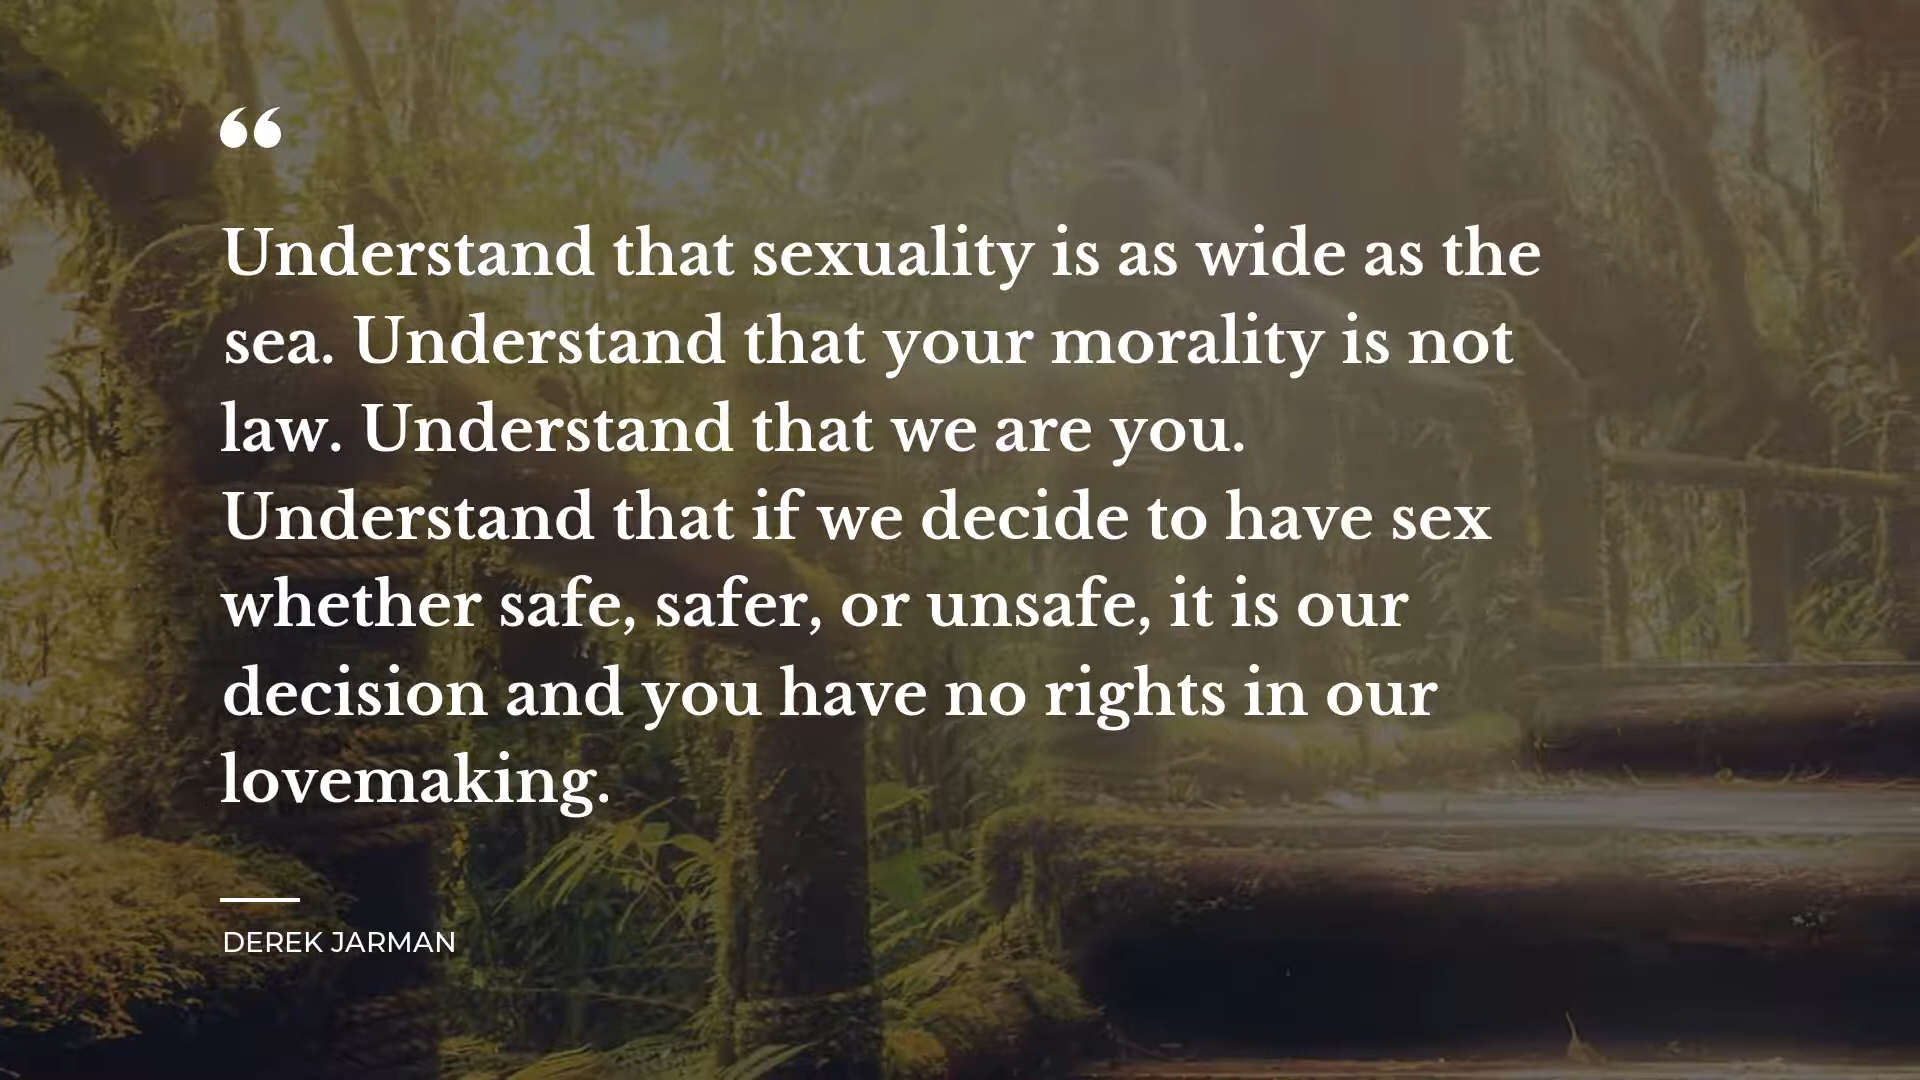 “
Understand that sexuality is as wide as the
sea. Understand that your morality is not
law. Understand that we are you.
Understand that if we decide to have sex
whether safe, safer, or unsafe, it is our
decision and you have no rights in our
lovemaking.
DEREK JARMAN